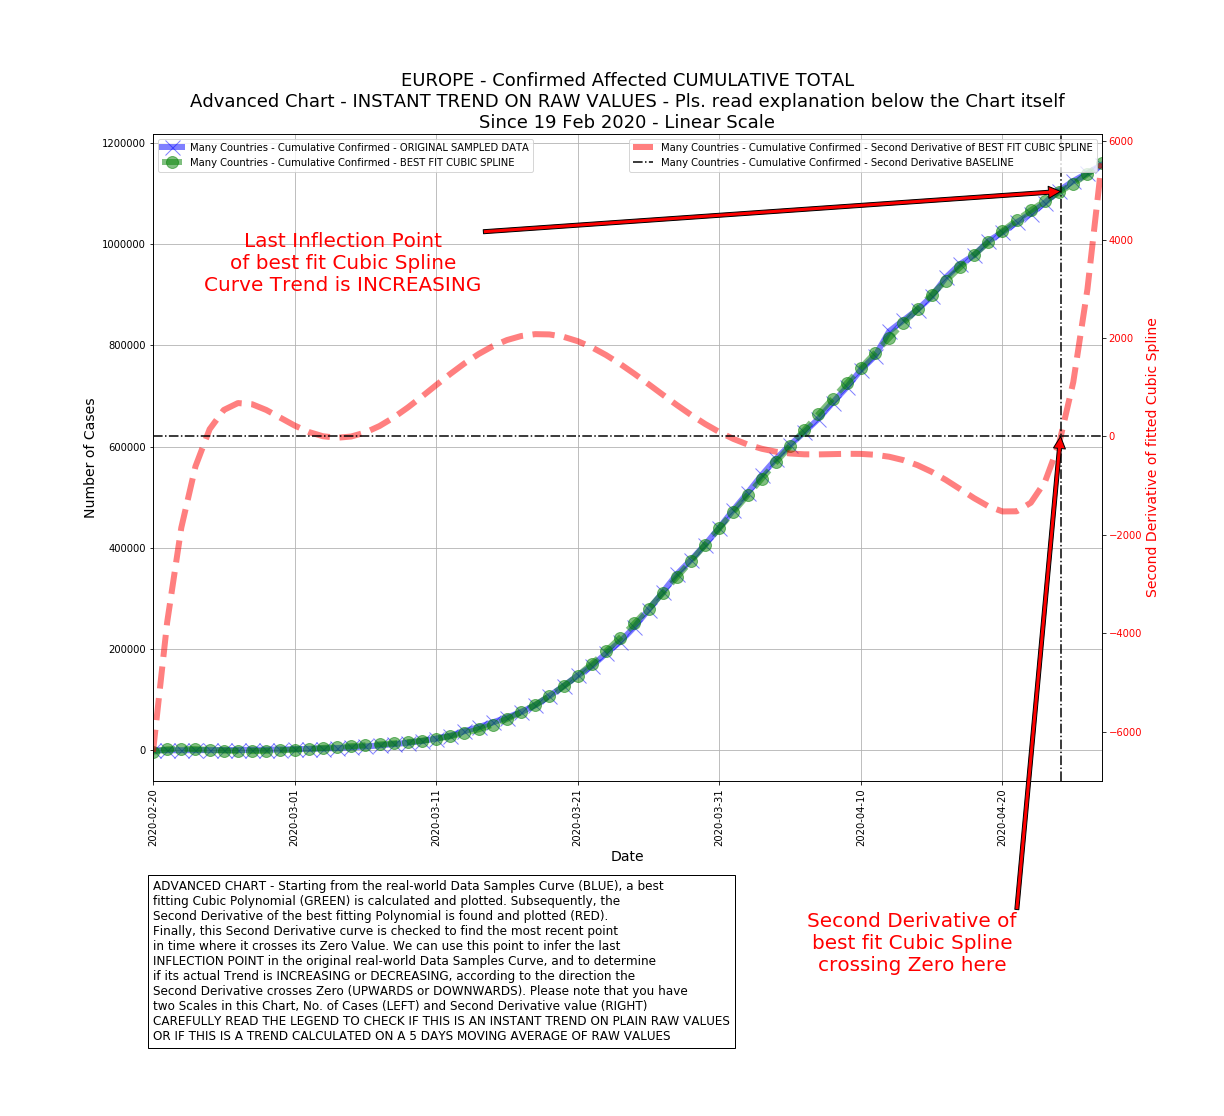 EUROPE - Confirmed Affected CUMULATIVE TOTAL
Advanced Chart - INSTANT TREND ON RAW VALUES - Pls. read explanation below the Chart itself
Since 19 Feb 2020 - Linear Scale
Many Countries - Cumulative Confirmed - ORIGINAL SAMPLED DATA
Many Countries - Cumulative Confirmed - BEST FIT CUBIC SPLINE
Many Countries - Cumulative Confirmed - Second Derivative of BEST FIT CUBIC SPLINE
Many Countries - Cumulative Confirmed - Second Derivative BASELINE
Last Inflection Point
of best fit Cubic Spline
Curve Trend is INCREASING
Number of Cases
1200000
1000000
800000
600000
400000
200000
0
6000
4000
2000
0
−2000
−4000
−6000
Second Derivative of fitted Cubic Spline
2020-02-20
2020-03-01
2020-03-11
2020-03-21
2020-03-31
2020-04-10
2020-04-20
Date
ADVANCED CHART - Starting from the real-world Data Samples Curve (BLUE), a best
fitting Cubic Polynomial (GREEN) is calculated and plotted. Subsequently, the
Second Derivative of the best fitting Polynomial is found and plotted (RED).
Finally, this Second Derivative curve is checked to find the most recent point
in time where it crosses its Zero Value. We can use this point to infer the last
INFLECTION POINT in the original real-world Data Samples Curve, and to determine
if its actual Trend is INCREASING or DECREASING, according to the direction the
Second Derivative crosses Zero (UPWARDS or DOWNWARDS). Please note that you have
two Scales in this Chart, No. of Cases (LEFT) and Second Derivative value (RIGHT)
CAREFULLY READ THE LEGEND TO CHECK IF THIS IS AN INSTANT TREND ON PLAIN RAW VALUES
OR IF THIS IS A TREND CALCULATED ON A 5 DAYS MOVING AVERAGE OF RAW VALUES
Second Derivative of
best fit Cubic Spline
crossing Zero here